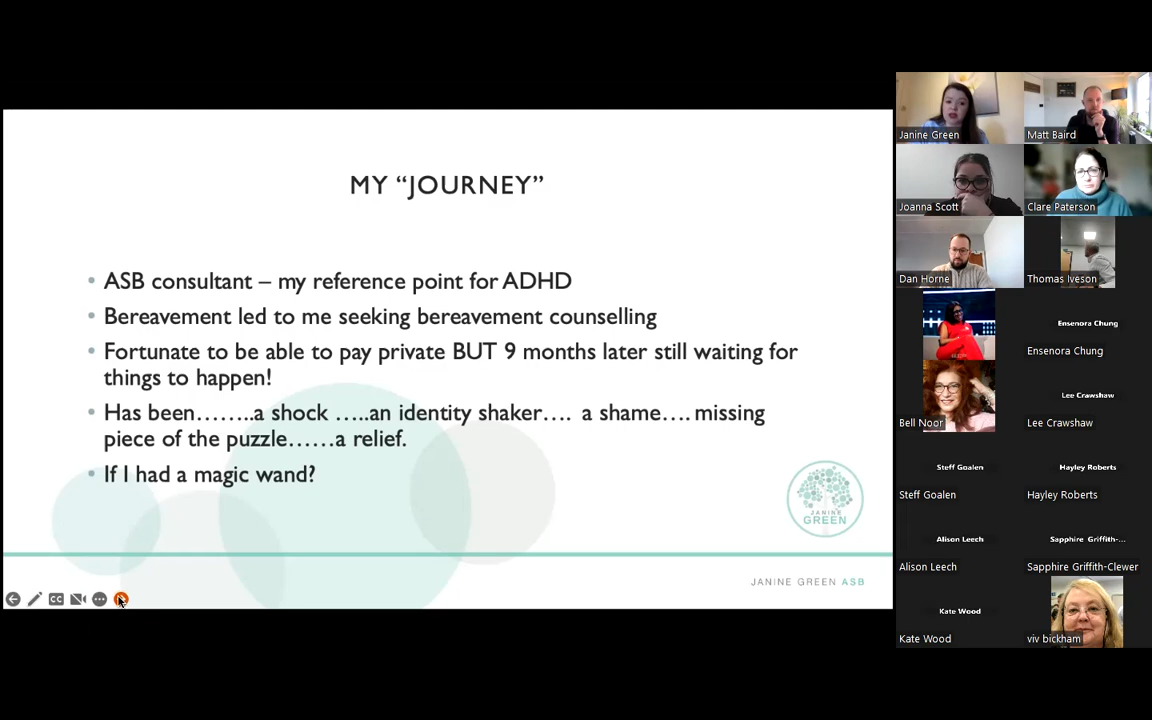 MY “JOURNEY”
• ASB consultant – my reference point for ADHD
• Bereavement led to me seeking bereavement counselling
• Fortunate to be able to pay private BUT 9 months later still waiting for
things to happen!
• Has been……..a shock …..an identity shaker…. a shame…. missing
piece of the puzzle……a relief.
• If I had a magic wand?
JANINE
GREEN
JANINE GREEN ASB
CC
Janine Green
Matt Baird
Joanna Scott
Clare Paterson
Dan Horne
Thomas Iveson
Ensenora Chung
Ensenora Chung
Bell Noor
Lee Crawshaw
Lee Crawshaw
Steff Goalen
Steff Goalen
Hayley Roberts
Hayley Roberts
Alison Leech
Alison Leech
Sapphire Griffith-...
Sapphire Griffith-Clewer
Kate Wood
Kate Wood
viv bickham